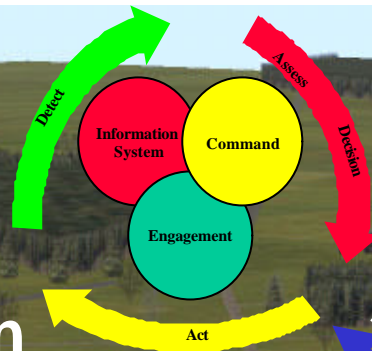 Detect
Assess
Decision
Information
System
Command
Engagement
Act